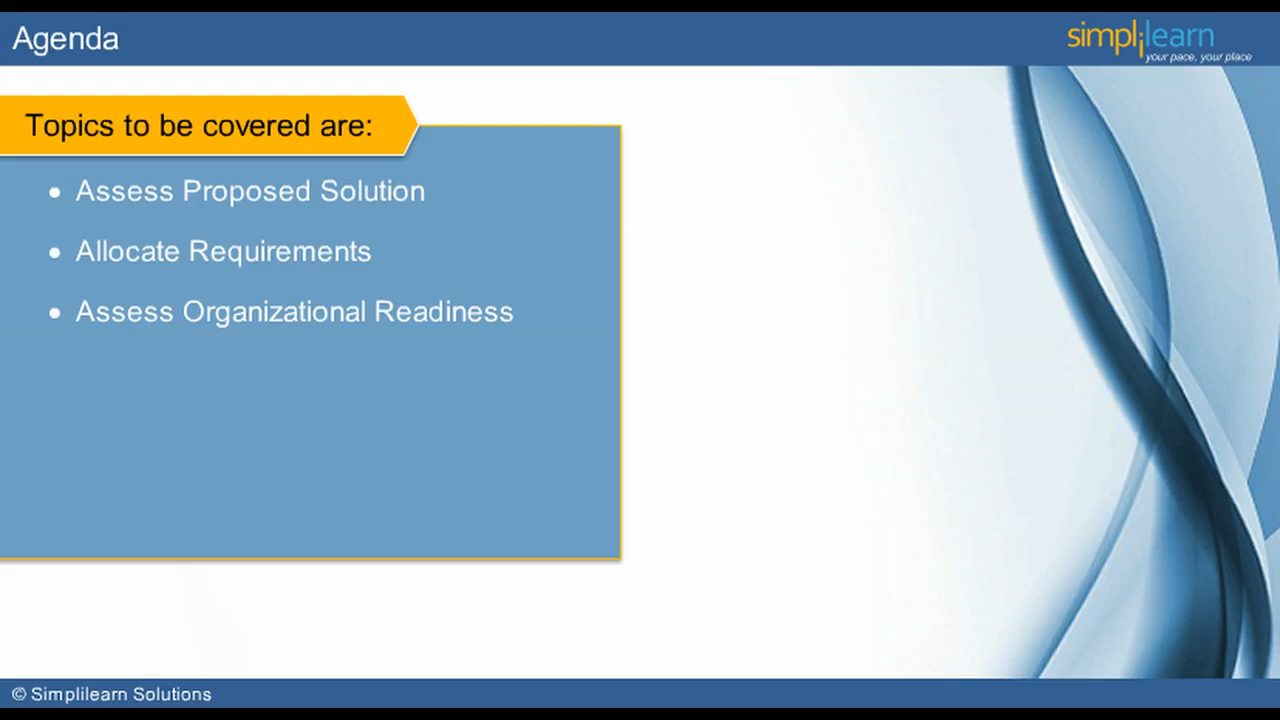 Agenda
simplilearn
your pace, your place
Topics to be covered are:
• Assess Proposed Solution
• Allocate Requirements
• Assess Organizational Readiness
© Simplilearn Solutions